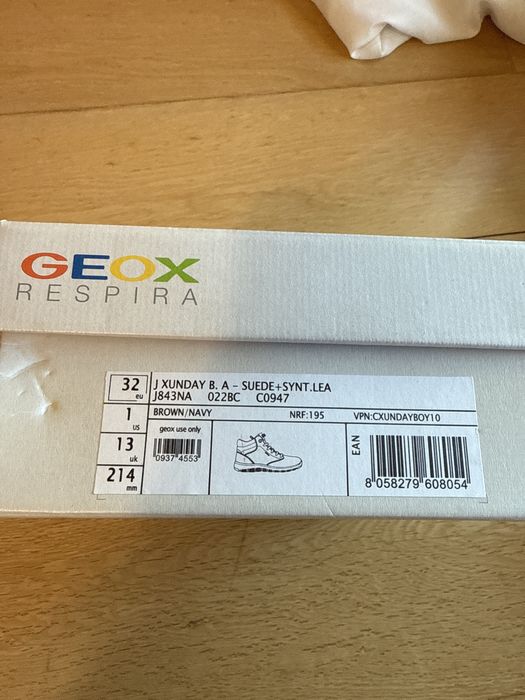 GEOX
RESPIRA
32 eu
J XUNDAY B. A - SUEDE+SYNT.LEA
J843NA 022BC C0947
1 US
BROWN/NAVY NRF:195 VPN:CXUNDAYBOY10
13 uk
geox use only
0937 4553
214 mm
EAN
8 058279 608054